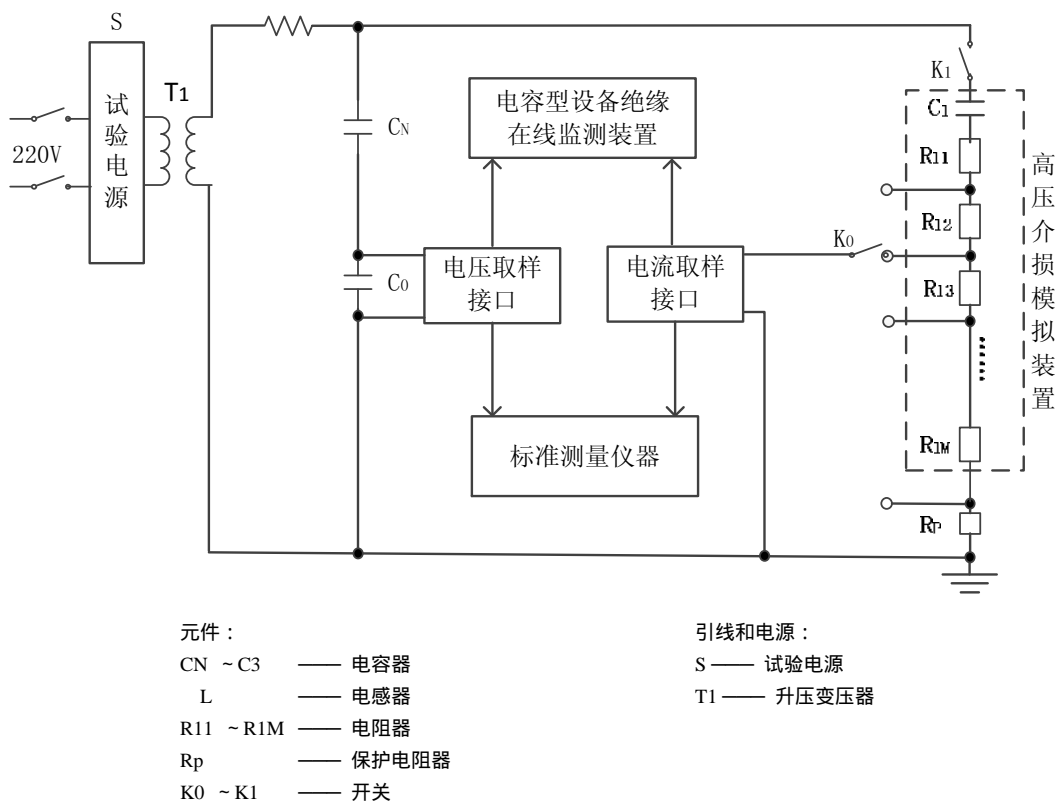 S
试验电源
T1
220V
CN
C0
电容型设备绝缘
在线监测装置
电压取样
接口
电流取样
接口
标准测量仪器
K0
K1
C1
R11
R12
R13
R1M
Rp
高压介损模拟装置
元件：
CN ~C3 —— 电容器
L —— 电感器
R11 ~R1M —— 电阻器
Rp —— 保护电阻器
K0 ~K1 —— 开关
引线和电源：
S —— 试验电源
T1 —— 升压变压器